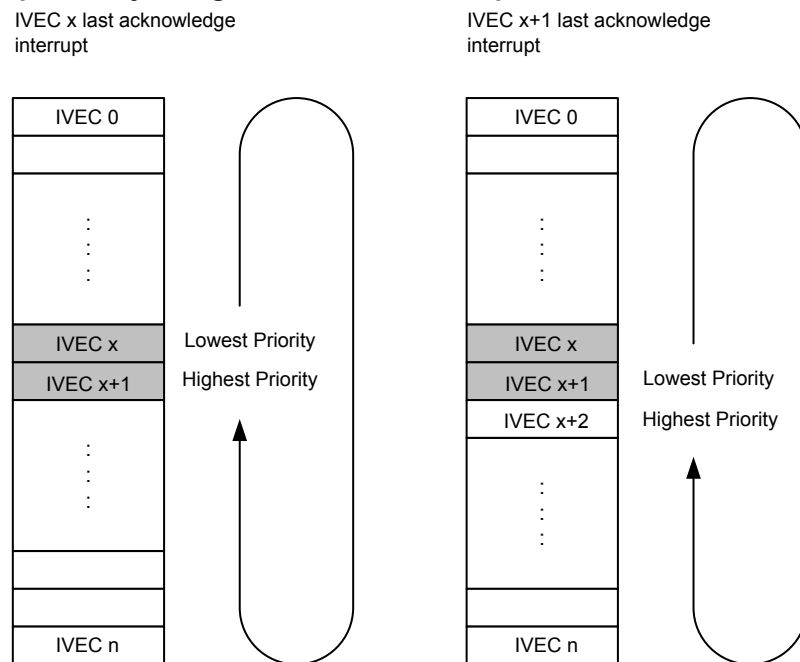 IVEC x last acknowledge
interrupt
IVEC 0
.
.
.
.
IVEC x
Lowest Priority
IVEC x+1
Highest Priority
.
.
.
.
IVEC n
IVEC x+1 last acknowledge
interrupt
IVEC 0
.
.
.
.
IVEC x
IVEC x+1
Lowest Priority
IVEC x+2
Highest Priority
.
.
.
.
IVEC n